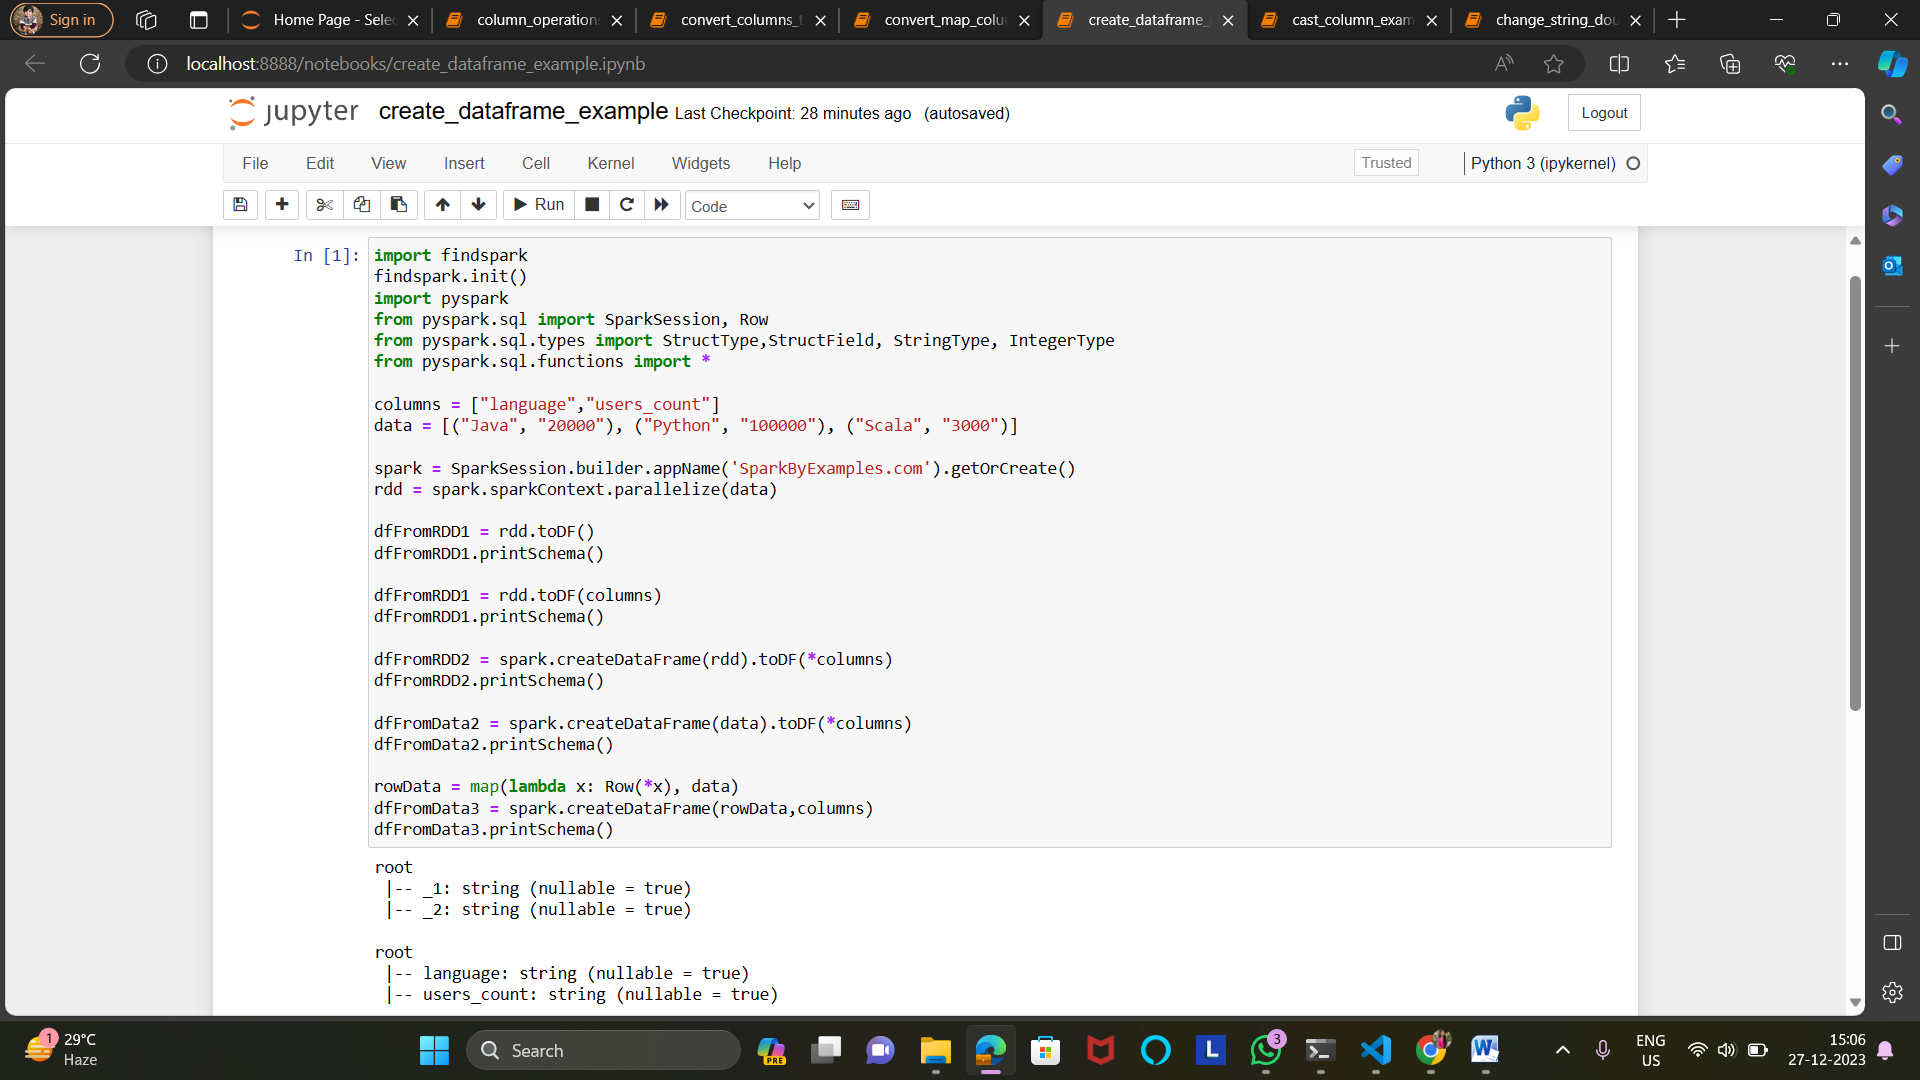 Sign in
Home Page - Sele
column_operation
convert_columns_t
convert_map_colu
create_dataframe_
cast_column_exam
change_string_dou
localhost:8888/notebooks/create_dataframe_example.ipynb
jupyter create_dataframe_example Last Checkpoint: 28 minutes ago (autosaved)
Logout
File Edit View Insert Cell Kernel Widgets Help
Trusted
Python 3 (ipykernel)
Run
Code
In [1]:
import findspark
findspark.init()
import pyspark
from pyspark.sql import SparkSession, Row
from pyspark.sql.types import StructType,StructField, StringType, IntegerType
from pyspark.sql.functions import *
columns = ["language","users_count"]
data = [("Java", "20000"), ("Python", "100000"), ("Scala", "3000")]
spark = SparkSession.builder.appName('SparkByExamples.com').getOrCreate()
rdd = spark.sparkContext.parallelize(data)
dfFromRDD1 = rdd.toDF()
dfFromRDD1.printSchema()
dfFromRDD1 = rdd.toDF(columns)
dfFromRDD1.printSchema()
dfFromRDD2 = spark.createDataFrame(rdd).toDF(*columns)
dfFromRDD2.printSchema()
dfFromData2 = spark.createDataFrame(data).toDF(*columns)
dfFromData2.printSchema()
rowData = map(lambda x: Row(*x), data)
dfFromData3 = spark.createDataFrame(rowData,columns)
dfFromData3.printSchema()
root
|-- _1: string (nullable = true)
|-- _2: string (nullable = true)
root
|-- language: string (nullable = true)
|-- users_count: string (nullable = true)
1
29°C
Haze
Search
PRE
L
3
W
ENG
US
15:06
27-12-2023